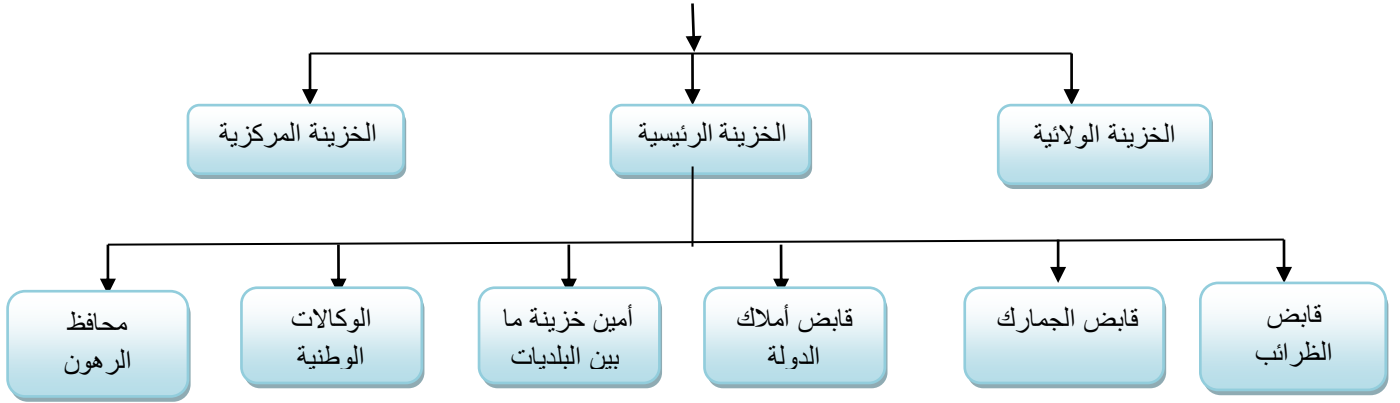 الخزينة الولائية
الخزينة الرئيسية
الخزينة المركزية
قابض
الظرائب
قابض الجمارك
قابض أملاك
الدولة
أمين خزينة ما
بين البلديات
الوكالات
الوطنية
محافظ
الرهون